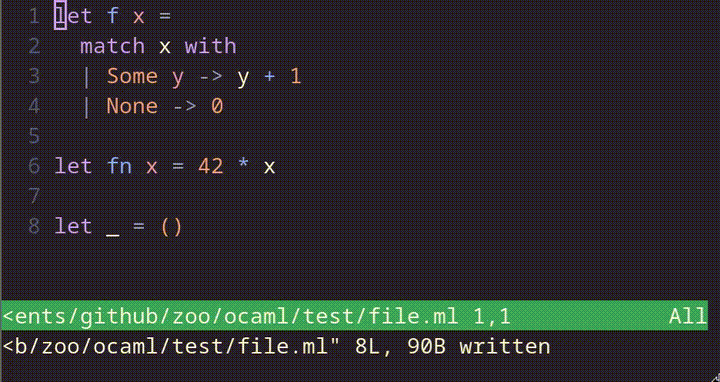 1 let f x =
2   match x with
3   | Some y -> y + 1
4   | None -> 0
5
6 let fn x = 42 * x
7
8 let _ = ()
<ents/github/zoo/ocaml/test/file.ml 1,1 All
<b/zoo/ocaml/test/file.ml" 8L, 90B written